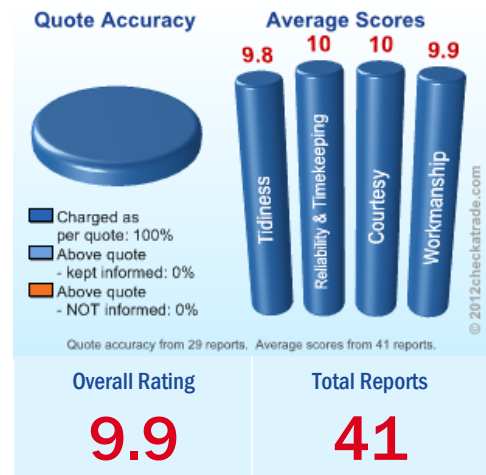 Quote Accuracy
Charged as
per quote: 100%
Above quote
- kept informed: 0%
Above quote
- NOT informed: 0%
Average Scores
9.8
10
10
9.9
Tidiness
Reliability & Timekeeping
Courtesy
Workmanship
© 2012checkatrade.com
Quote accuracy from 29 reports. Average scores from 41 reports.
Overall Rating
9.9
Total Reports
41